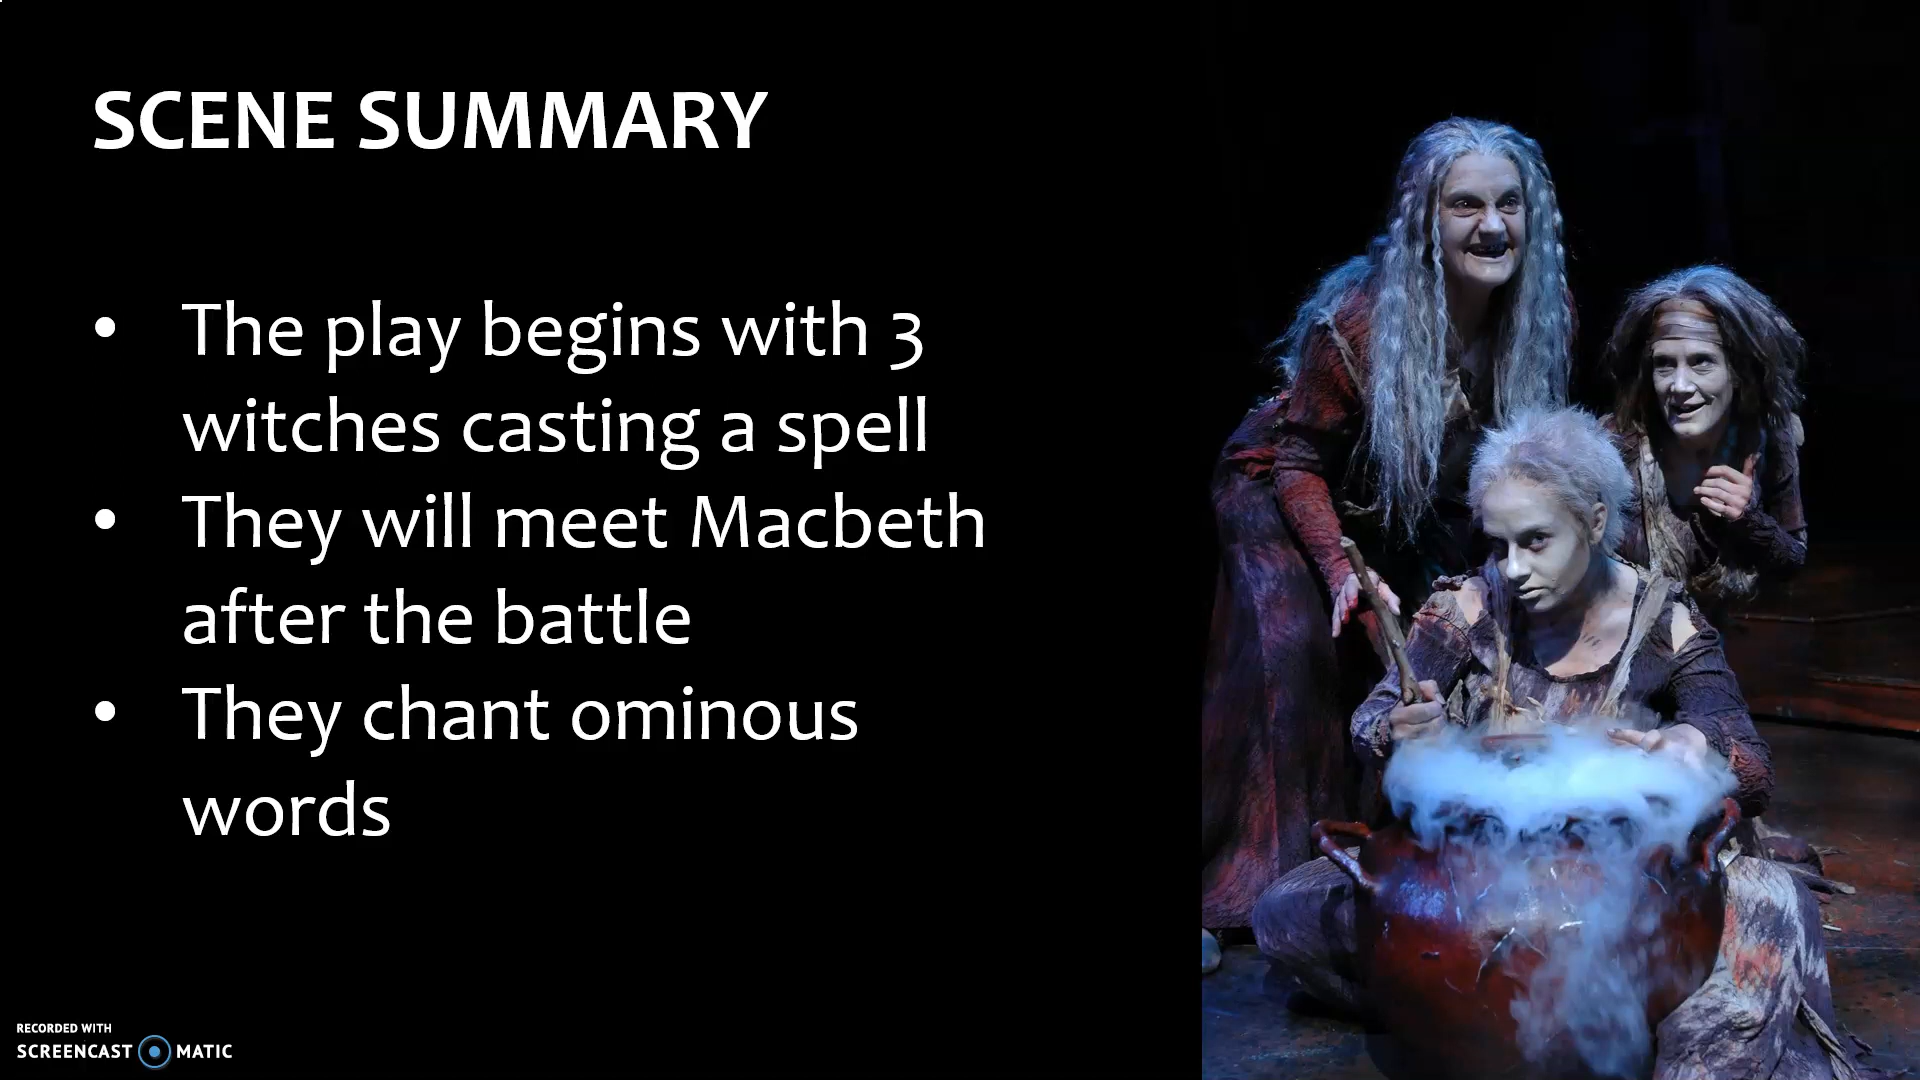 SCENE SUMMARY
• The play begins with 3
witches casting a spell
• They will meet Macbeth
after the battle
• They chant ominous
words
RECORDED WITH
SCREENCAST MATIC